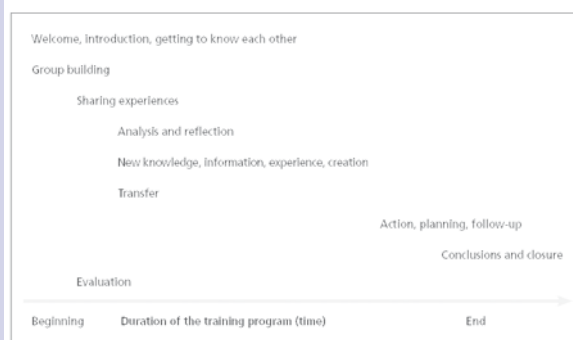 Welcome, introduction, getting to know each other
Group building
Sharing experiences
Analysis and reflection
New knowledge, information, experience, creation
Transfer
Action, planning, follow-up
Conclusions and closure
Evaluation
Beginning Duration of the training program (time) End